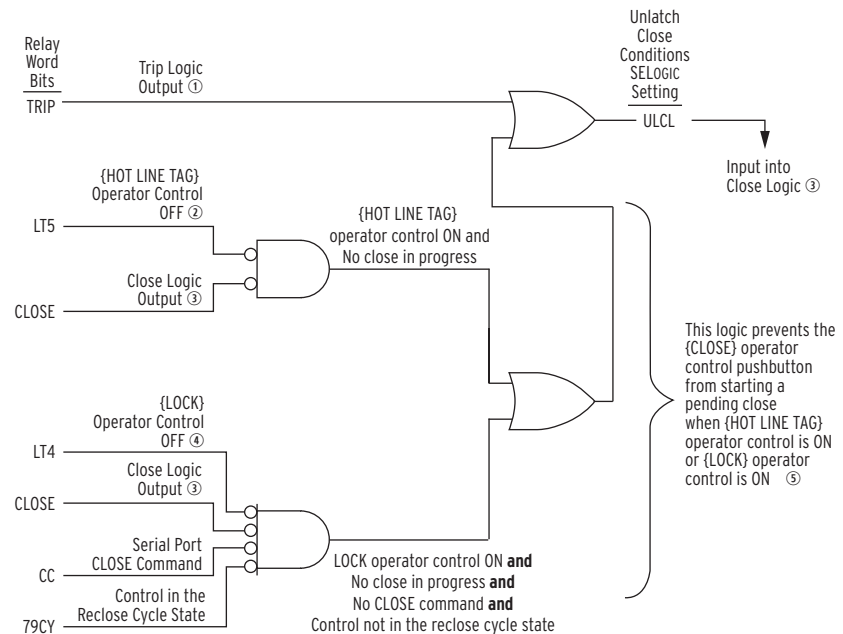 Relay
Word
Bits
TRIP
Trip Logic
Output ①
Unlatch
Close
Conditions
SELOGIC
Setting
ULCL
Input into
Close Logic ③
{HOT LINE TAG}
Operator Control
OFF ②
LT5
{HOT LINE TAG}
operator control ON and
No close in progress
Close Logic
Output ③
CLOSE
This logic prevents the
{CLOSE} operator
control pushbutton
from starting a
pending close
when {HOT LINE TAG}
operator control is ON
or {LOCK} operator
control is ON ⑤
{LOCK}
Operator Control
OFF ④
LT4
Close Logic
Output ③
CLOSE
Serial Port
CLOSE Command
CC
Control in the
Reclose Cycle State
79CY
LOCK operator control ON and
No close in progress and
No CLOSE command and
Control not in the reclose cycle state